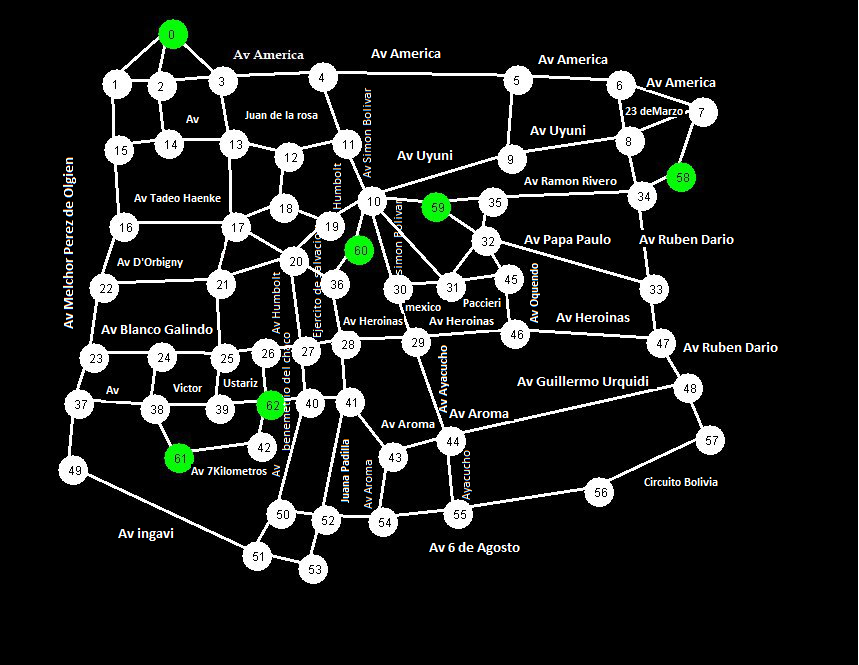 0
Av America
Av America
Av America
Av America
1
2
3
4
5
6
7
23 deMarzo
Av
Juan de la rosa
Av Simon Bolivar
Av Uyuni
Av Uyuni
15
14
13
12
11
9
8
58
Av Melchor Perez de Olgien
Av Tadeo Haenke
Humbolt
Av Ramon Rivero
18
10
59
35
34
16
17
19
simon Bolivar
32
Av Papa Paulo
Av Ruben Dario
60
Av D'Orbigny
20
Ejercito de salvacio
22
21
36
30
31
45
33
mexico
Paccieri
Av Oquendo
Av Humbolt
Av Blanco Galindo
Av Heroinas
Av Heroinas
Av Heroinas
23
24
25
26
27
28
29
46
47
Av Ruben Dario
Av
Victor
Ustariz
benemerito del chaco
Av Ayacucho
Av Guillermo Urquidi
48
37
38
39
62
40
41
Av Aroma
Av Aroma
61
42
43
44
57
49
Av 7Kilometros
Av
Juana Padilla
Av Aroma
Ayacucho
56
Circuito Bolivia
50
52
54
55
Av ingavi
51
53
Av 6 de Agosto